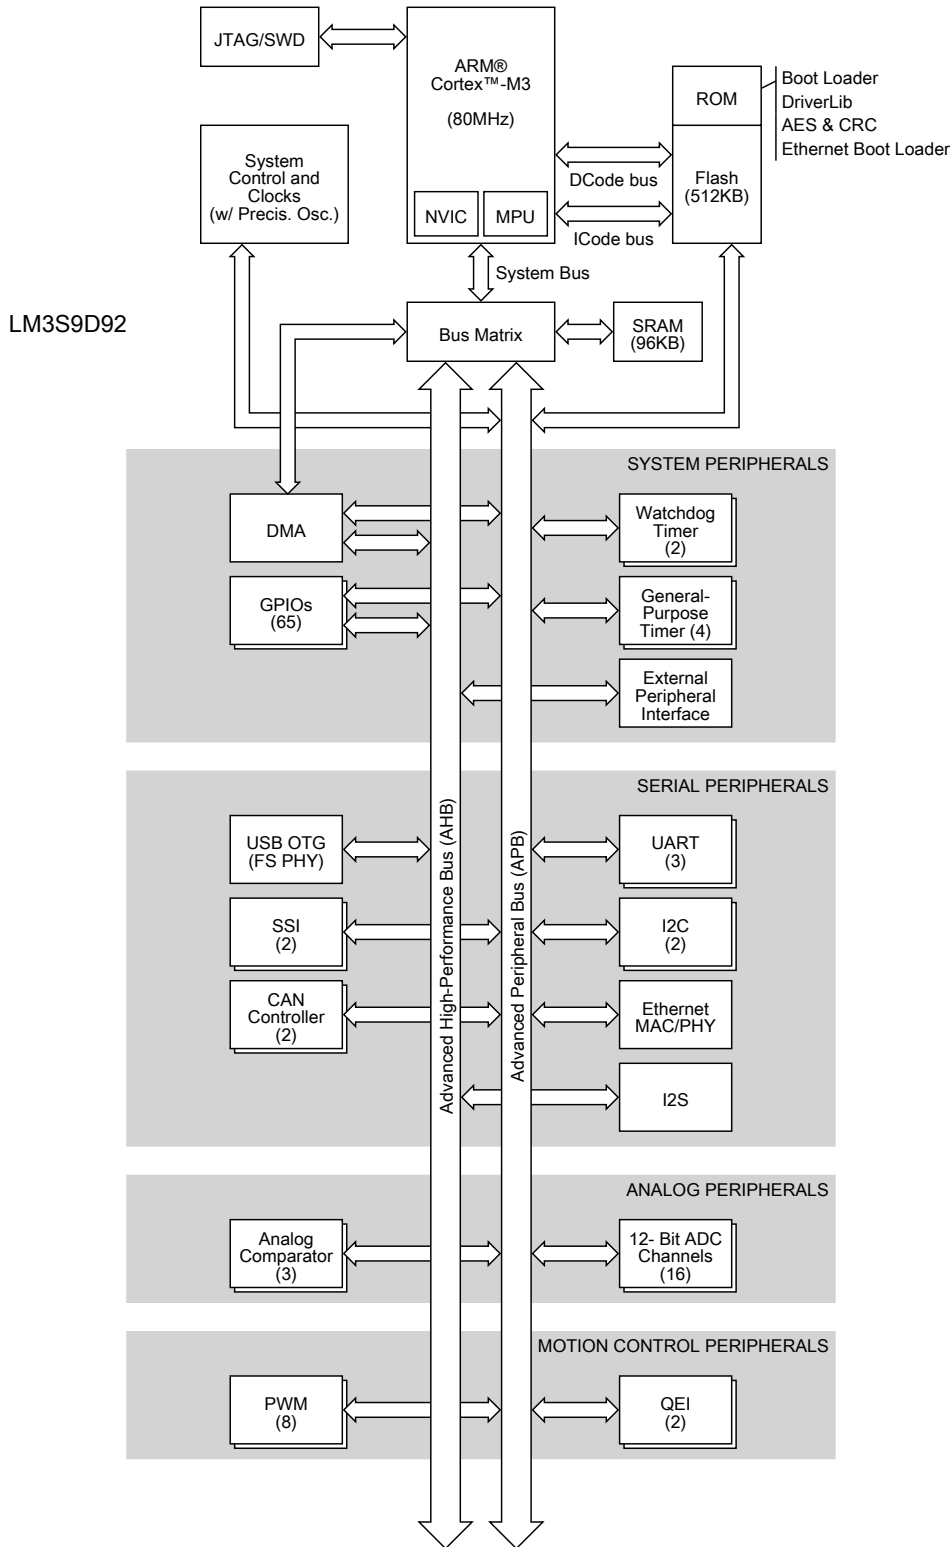 JTAG/SWD
ARM®
Cortex™-M3
(80MHz)
NVIC
MPU
ROM
Flash
(512KB)
Boot Loader
DriverLib
AES & CRC
Ethernet Boot Loader
DCode bus
ICode bus
System
Control and
Clocks
(w/ Precis. Osc.)
System Bus
LM3S9D92
Bus Matrix
SRAM
(96KB)
SYSTEM PERIPHERALS
DMA
Watchdog
Timer
(2)
GPIOs
(65)
General-
Purpose
Timer (4)
External
Peripheral
Interface
Advanced High-Performance Bus (AHB)
Advanced Peripheral Bus (APB)
SERIAL PERIPHERALS
USB OTG
(FS PHY)
UART
(3)
SSI
(2)
I2C
(2)
CAN
Controller
(2)
Ethernet
MAC/PHY
I2S
ANALOG PERIPHERALS
Analog
Comparator
(3)
12- Bit ADC
Channels
(16)
MOTION CONTROL PERIPHERALS
PWM
(8)
QEI
(2)